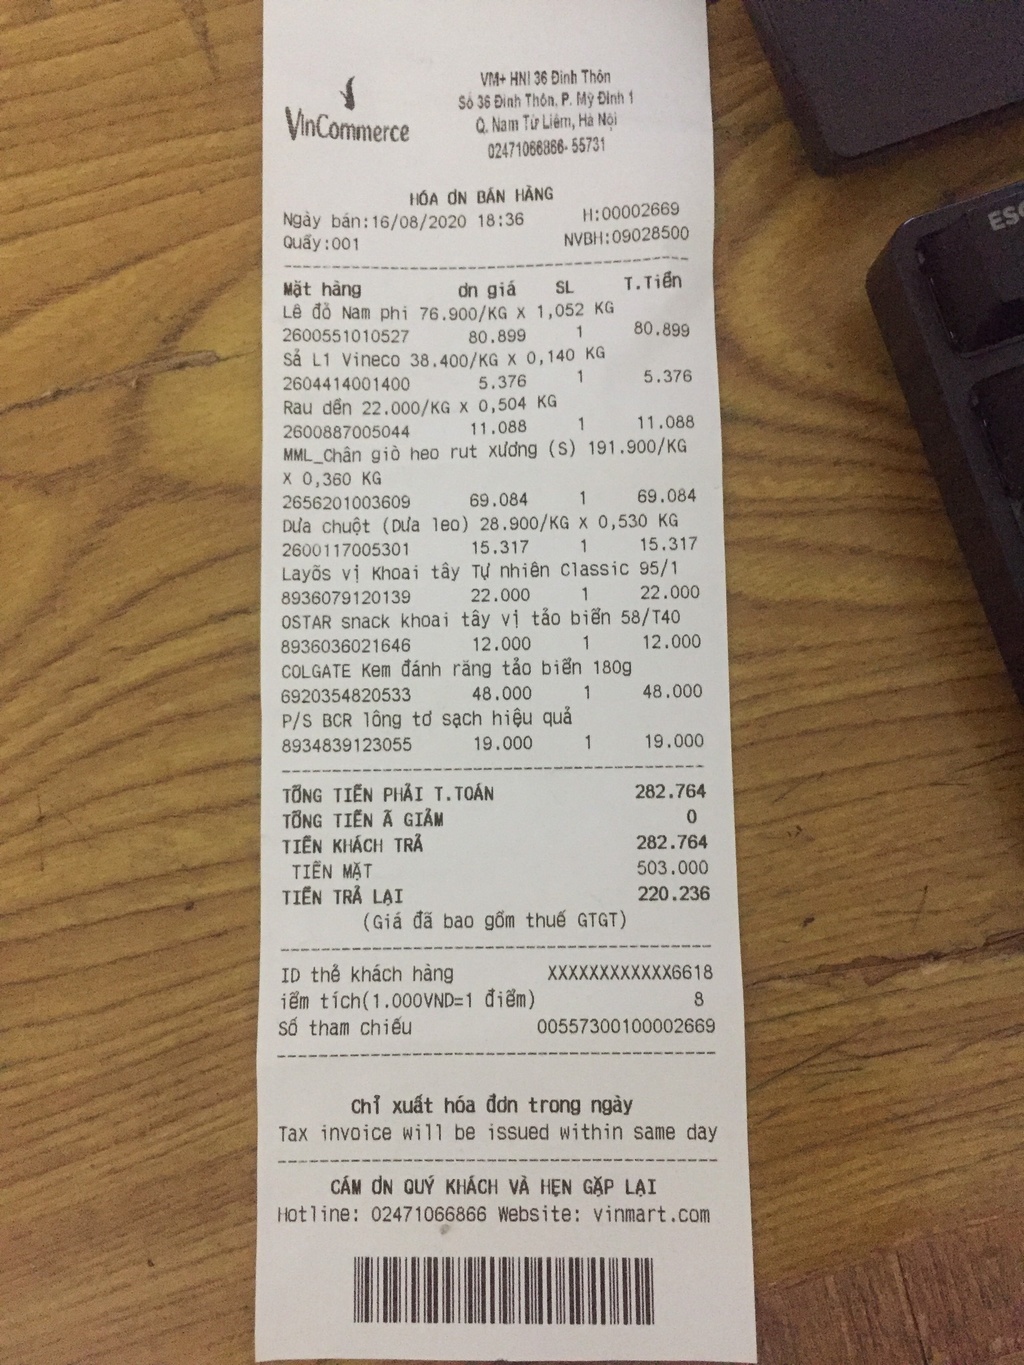 VinCommerce
VM+ HNI 36 Đình Thôn
Số 36 Đình Thôn, P. Mỹ Đình 1
Q. Nam Từ Liêm, Hà Nội
02471066866- 55731
HÓA ƠN BÁN HÀNG
Ngày bán:16/08/2020 18:36 H:00002669
Quầy:001 NVBH:09028500
Mặt hàng ơn giá SL T.Tiền
Lê đỏ Nam phi 76.900/KG X 1,052 KG
2600551010527 80.899 1 80.899
Sả L1 Vineco 38.400/KG X 0,140 KG
2604414001400 5.376 1 5.376
Rau dền 22.000/KG X 0,504 KG
2600887005044 11.088 1 11.088
MML_Chân giò heo rut xương (S) 191.900/KG
X 0,360 KG
2656201003609 69.084 1 69.084
Dưa chuột (Dưa leo) 28.900/KG X 0,530 KG
2600117005301 15.317 1 15.317
Layõs vị Khoai tây Tự nhiên Classic 95/1
8936079120139 22.000 1 22.000
OSTAR snack khoai tây vị tảo biển 58/T40
8936036021646 12.000 1 12.000
COLGATE Kem đánh răng tảo biển 180g
6920354820533 48.000 1 48.000
P/S BCR lông tơ sạch hiệu quả
8934839123055 19.000 1 19.000
TỔNG TIỀN PHẢI T.TOÁN 282.764
TỔNG TIỀN Ã GIẢM 0
TIỀN KHÁCH TRẢ 282.764
TIỀN MẶT 503.000
TIỀN TRẢ LẠI 220.236
(Giá đã bao gồm thuế GTGT)
ID thẻ khách hàng XXXXXXXXXXXX6618
iểm tích(1.000VND=1 điểm) 8
Số tham chiếu 00557300100002669
Chỉ xuất hóa đơn trong ngày
Tax invoice will be issued within same day
CÁM ƠN QUÝ KHÁCH VÀ HẸN GẶP LẠI
Hotline: 02471066866 Website: vinmart.com
ESC